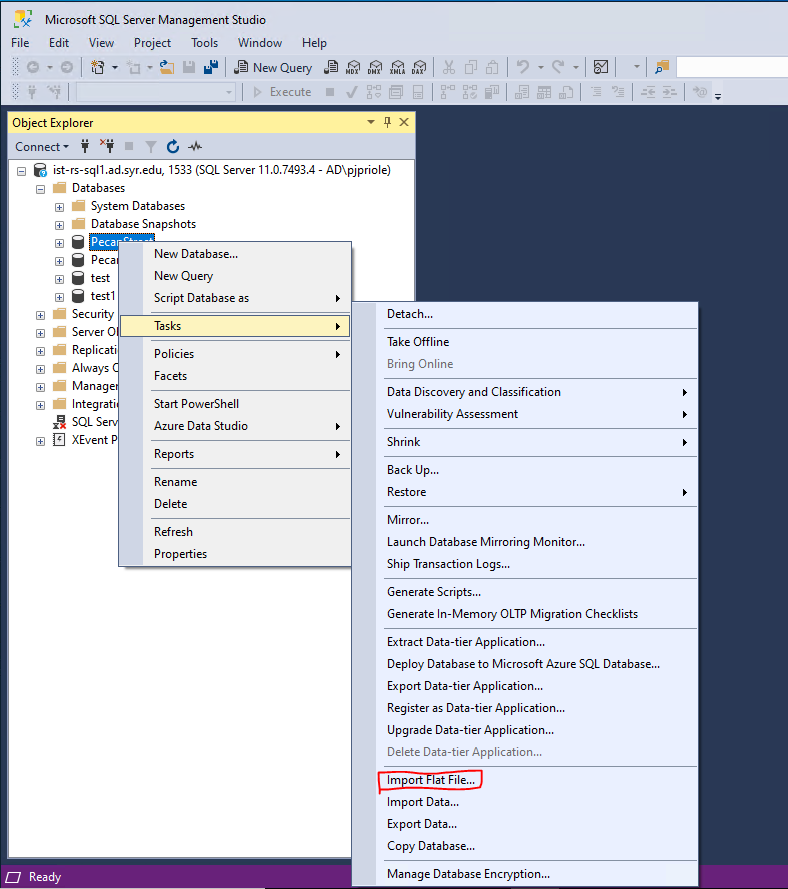 Microsoft SQL Server Management Studio
File Edit View Project Tools Window Help
New Query MDX DMX XMLA DAX
Execute
Object Explorer
Connect
ist-rs-sql1.ad.syr.edu, 1533 (SQL Server 11.0.7493.4 - AD\pjpriole)
Databases
System Databases
Database Snapshots
Pecan
test
test1
Security
Server O
Replicati
Always
Manager
Integratio
SQL Serv
XEvent P
New Database...
New Query
Script Database as
Tasks
Policies
Facets
Start PowerShell
Azure Data Studio
Reports
Rename
Delete
Refresh
Properties
Detach...
Take Offline
Bring Online
Data Discovery and Classification
Vulnerability Assessment
Shrink
Back Up...
Restore
Mirror...
Launch Database Mirroring Monitor...
Ship Transaction Logs...
Generate Scripts...
Generate In-Memory OLTP Migration Checklists
Extract Data-tier Application...
Deploy Database to Microsoft Azure SQL Database...
Export Data-tier Application...
Register as Data-tier Application...
Upgrade Data-tier Application...
Delete Data-tier Application...
Import Flat File...
Import Data...
Export Data...
Copy Database...
Manage Database Encryption...
Ready